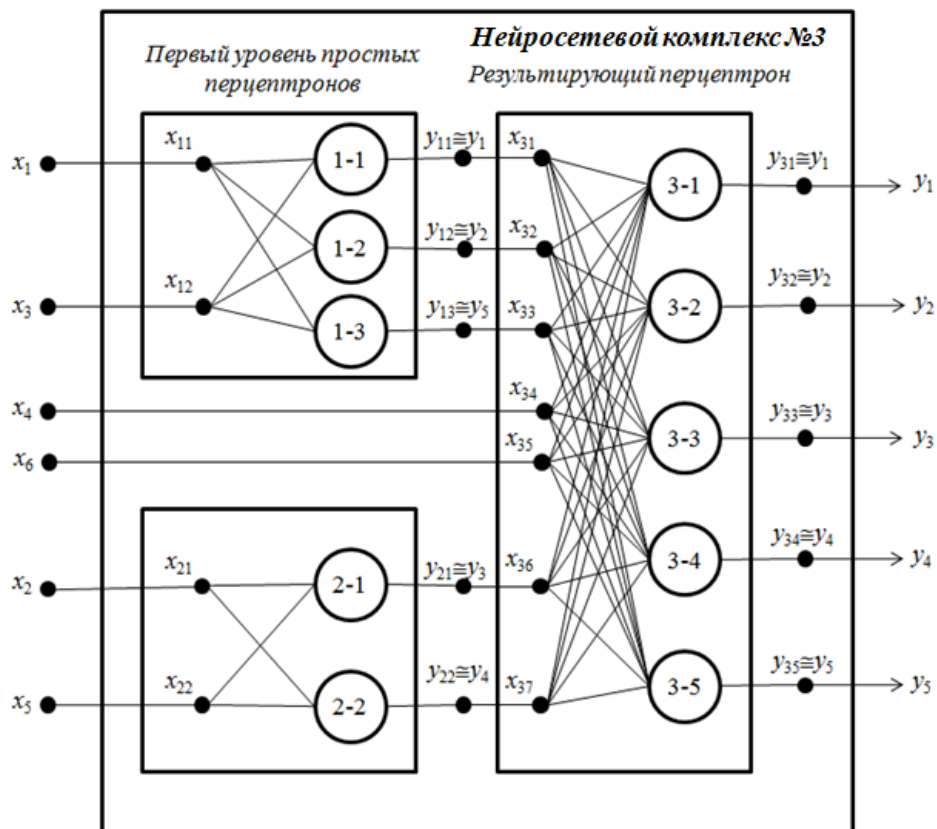 Нейросетевой комплекс №3
Первый уровень простых
перцептронов
Результирующий перцептрон
x₁ x₁₁ 1-1 y₁₁≅y₁ x₃₁ 3-1 y₃₁≅y₁ y₁
1-2 y₁₂≅y₂ x₃₂
x₃ x₁₂ 1-3 y₁₃≅y₅ x₃₃ 3-2 y₃₂≅y₂ y₂
x₄ x₃₄
x₆ x₃₅ 3-3 y₃₃≅y₃ y₃
x₂ x₂₁ 2-1 y₂₁≅y₃ x₃₆ 3-4 y₃₄≅y₄ y₄
x₅ x₂₂ 2-2 y₂₂≅y₄ x₃₇ 3-5 y₃₅≅y₅ y₅